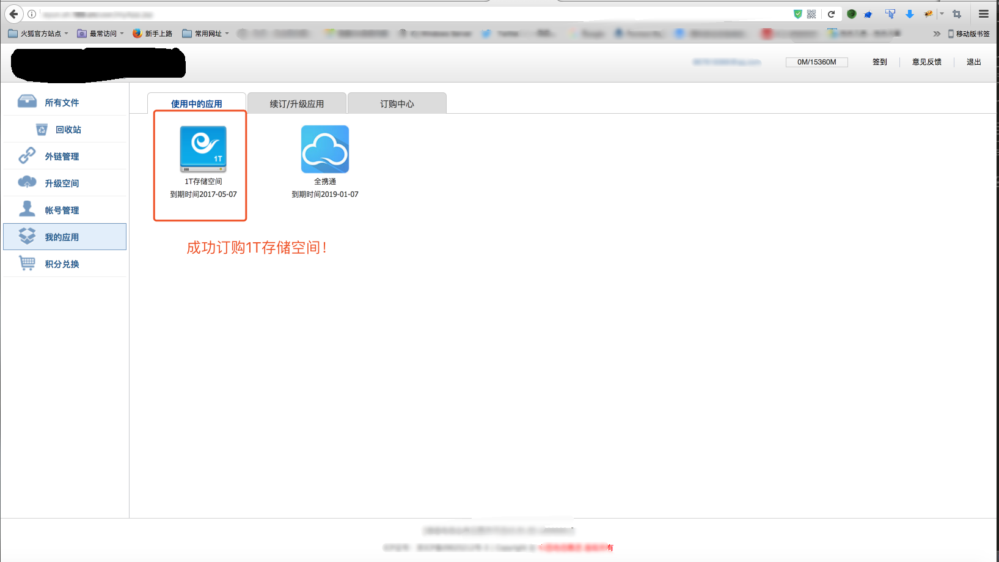 火狐官方站点 最常访问 新手上路 常用网址 移动版书签
0M/15360M 签到 意见反馈 退出
所有文件
回收站
外链管理
升级空间
帐号管理
我的应用
积分兑换
使用中的应用 续订/升级应用 订购中心
1T
1T存储空间 全携通
到期时间2017-05-07 到期时间2019-01-07
成功订购1T存储空间！
有